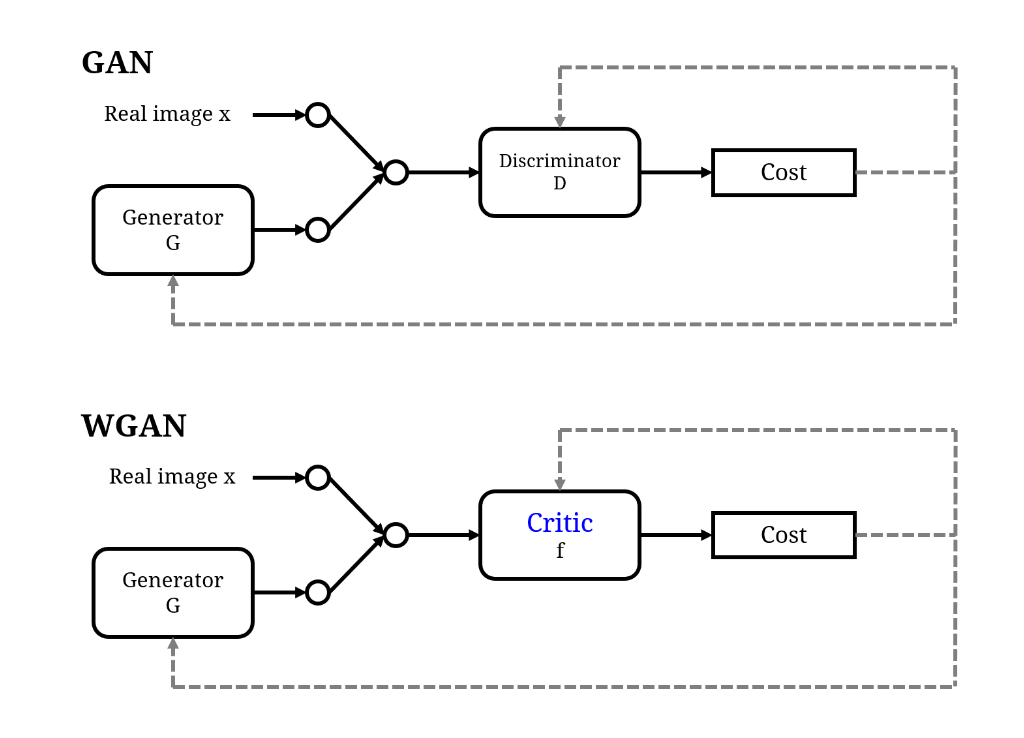 GAN
Real image x
Generator
G
Discriminator
D
Cost
WGAN
Real image x
Generator
G
Critic
f
Cost